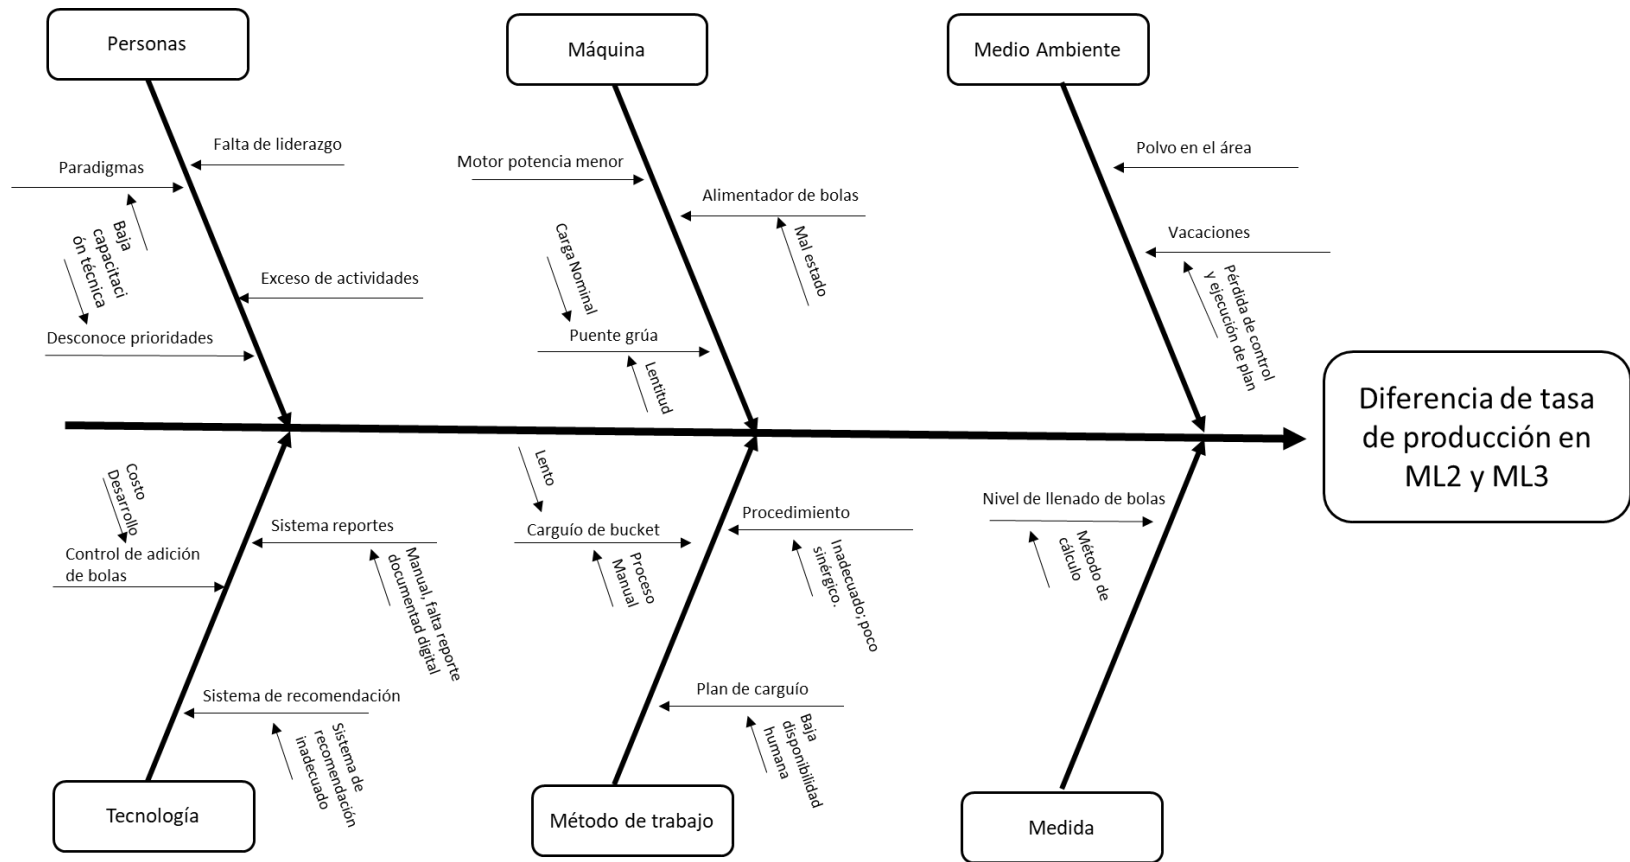 Personas
Máquina
Medio Ambiente
Falta de liderazgo
Paradigmas
Baja
capacitaci
ón técnica
Exceso de actividades
Desconoce prioridades
Motor potencia menor
Alimentador de bolas
Mal estado
Carga Nominal
Puente grúa
Lentitud
Polvo en el área
Vacaciones
Pérdida de control
y ejecución de plan
Diferencia de tasa
de producción en
ML2 y ML3
Costo
Desarrollo
Control de adición
de bolas
Sistema reportes
Manual, falta reporte
documentad digital
Sistema de recomendación
Sistema de
recomendación
inadecuado
Lento
Carguío de bucket
Proceso
Manual
Procedimiento
Inadecuado; poco
sinérgico.
Plan de carguío
Baja
disponibilidad
humana
Nivel de llenado de bolas
Método de
cálculo
Tecnología
Método de trabajo
Medida